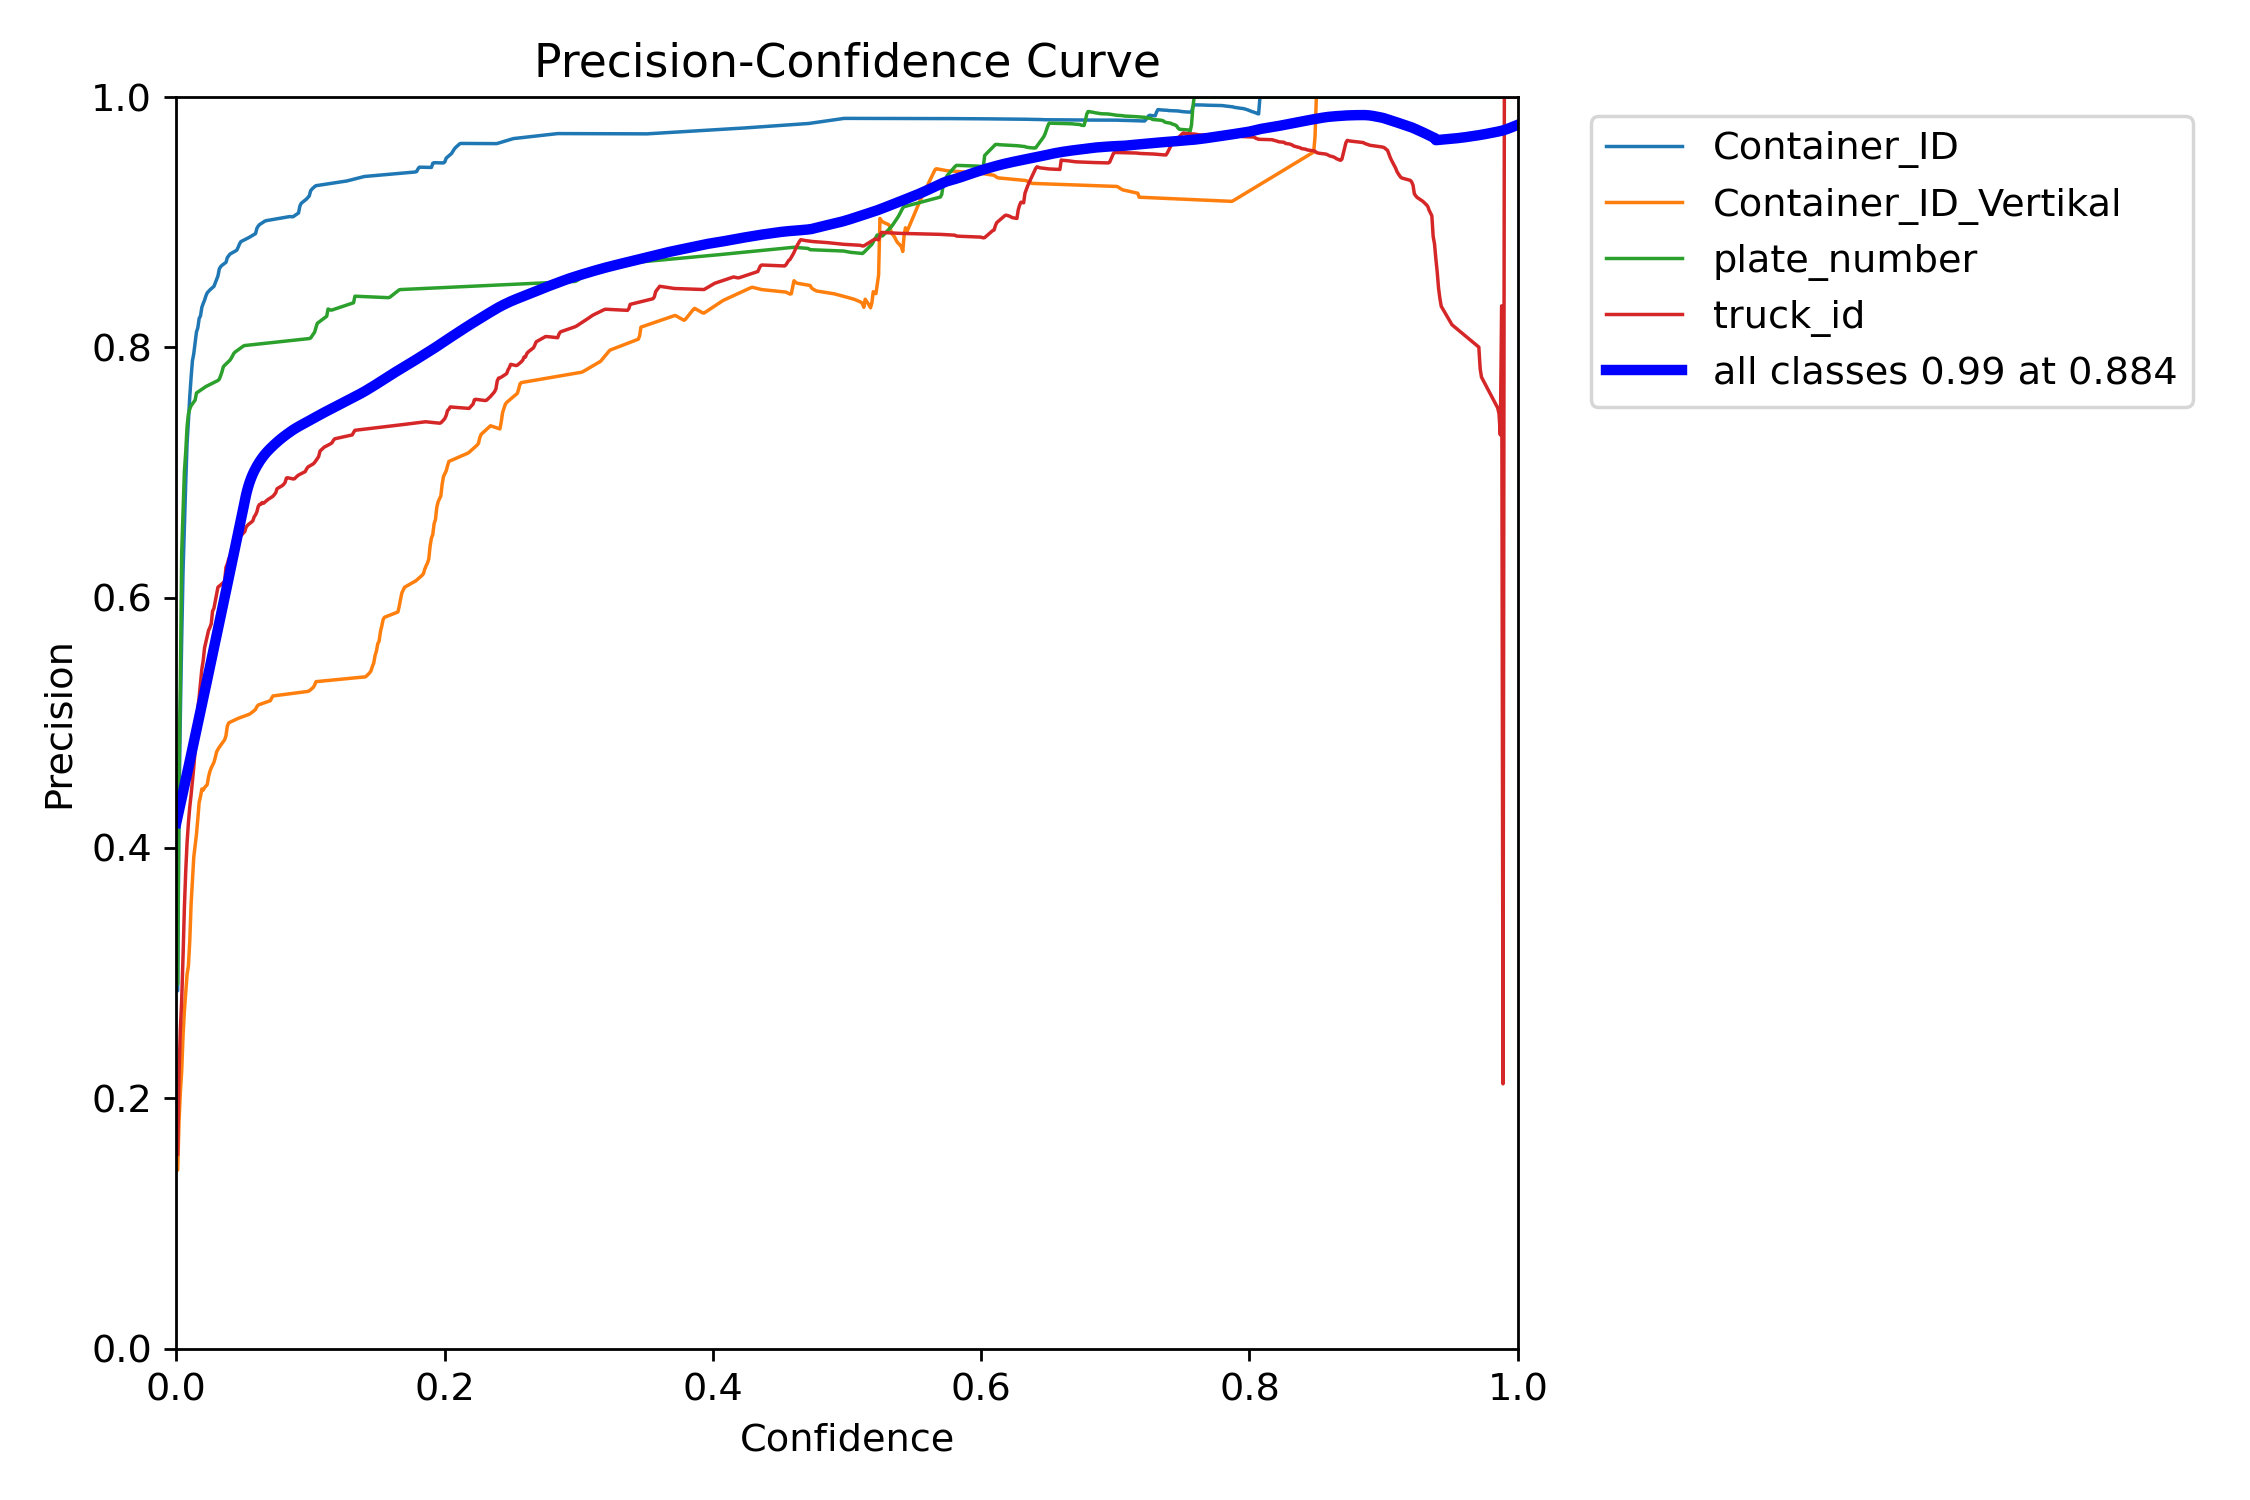 Precision-Confidence Curve
1.0
0.8
0.6
0.4
0.2
0.0
Precision
0.0 0.2 0.4 0.6 0.8 1.0
Confidence
Container_ID
Container_ID_Vertikal
plate_number
truck_id
all classes 0.99 at 0.884